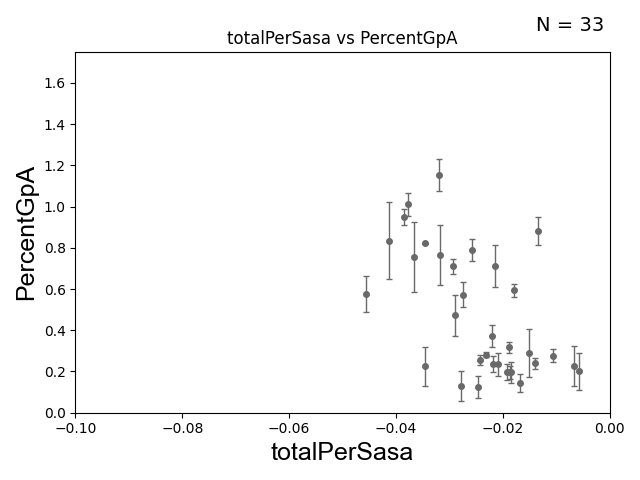 N = 33
totalPerSasa vs PercentGpA
PercentGpA
1.6
1.4
1.2
1.0
0.8
0.6
0.4
0.2
0.0
−0.10 −0.08 −0.06 −0.04 −0.02 0.00
totalPerSasa